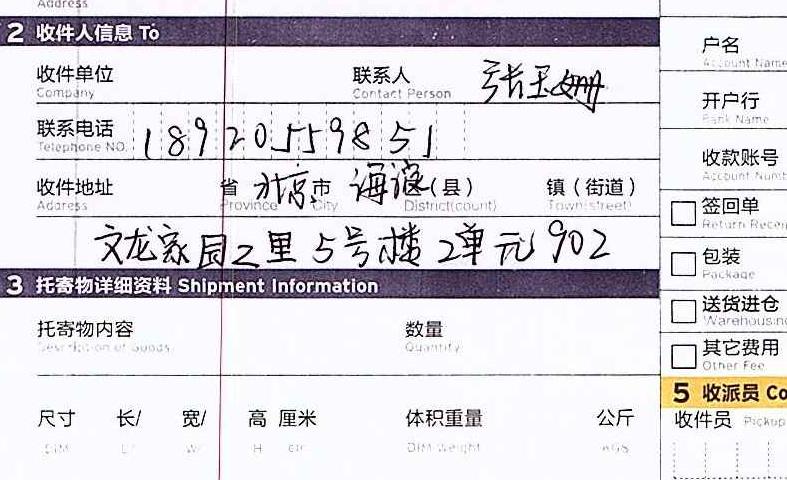 Address
2 收件人信息 To
户名
Account Name
收件单位 联系人 张玉姗
Company Contact Person
开户行
Bank Name
联系电话 18920559851
Telephone NO.
收款账号
Account Numb
收件地址 省 北京市 海淀(县) 镇(街道)
Address Province City District(count) Town(street)
签回单
Return Recei
文龙家园2里5号楼2单元902
包装
Package
3 托寄物详细资料 Shipment Information
送货进仓
Warehousing
托寄物内容 数量
Description of Goods Quantity
其它费用
Other Fee
5 收派员 Co
尺寸 长/ 宽/ 高 厘米 体积重量 公斤
DIM L/ W/ H cm DIM Weight KGS
收件员 Pickup